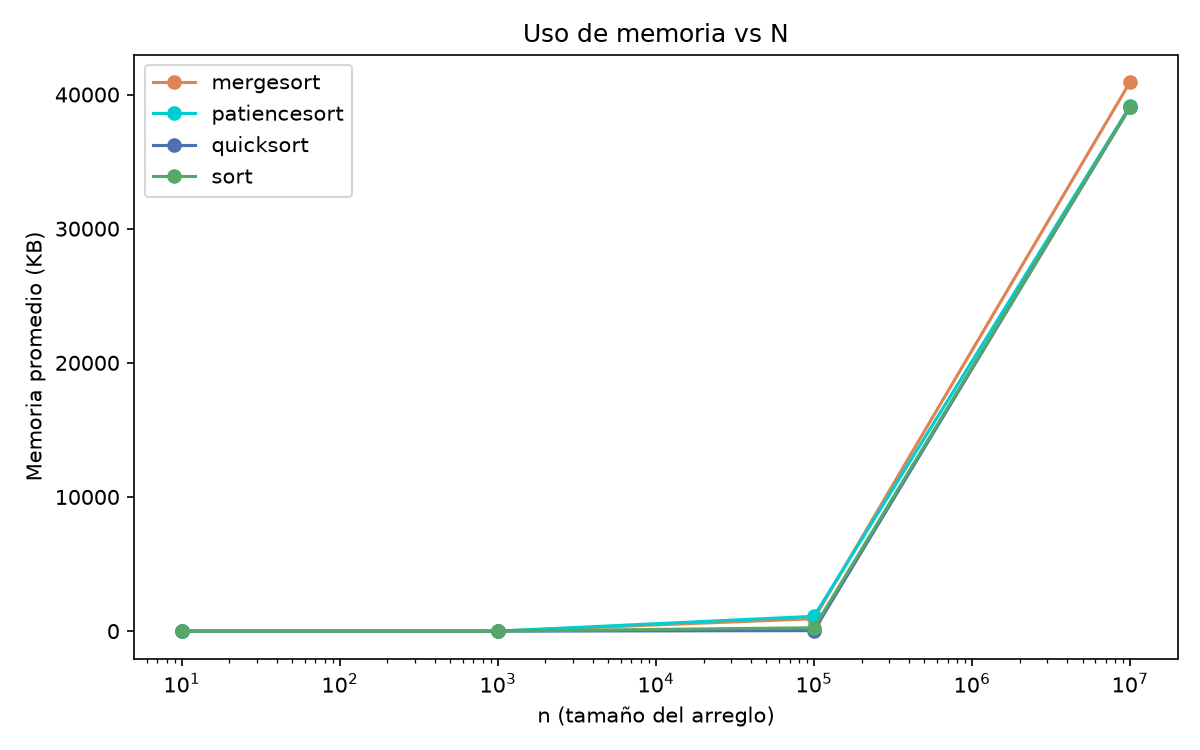 Uso de memoria vs N
mergesort
patiencesort
quicksort
sort
Memoria promedio (KB)
40000
30000
20000
10000
0
10¹ 10² 10³ 10⁴ 10⁵ 10⁶ 10⁷
n (tamaño del arreglo)